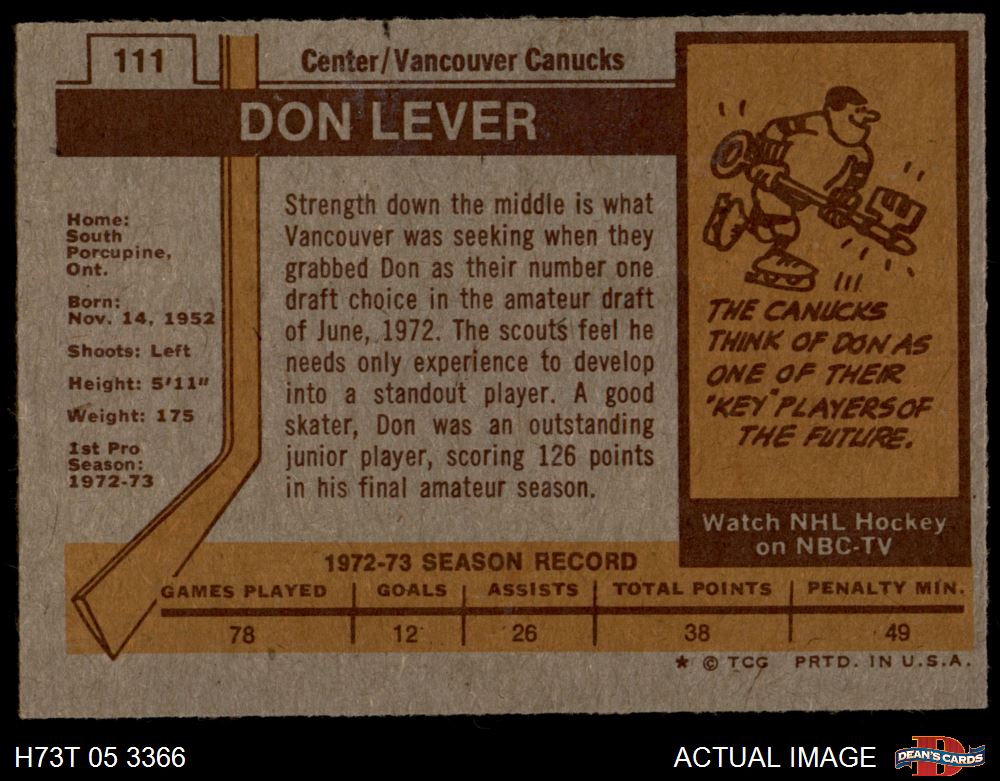 111
Center/Vancouver Canucks
DON LEVER
Home:
South
Porcupine,
Ont.
Born:
Nov. 14, 1952
Shoots: Left
Height: 5'11"
Weight: 175
1st Pro
Season:
1972-73
Strength down the middle is what
Vancouver was seeking when they
grabbed Don as their number one
draft choice in the amateur draft
of June, 1972. The scouts feel he
needs only experience to develop
into a standout player. A good
skater, Don was an outstanding
junior player, scoring 126 points
in his final amateur season.
THE CANUCKS
THINK OF DON AS
ONE OF THEIR
"KEY" PLAYERS OF
THE FUTURE.
Watch NHL Hockey
on NBC-TV
1972-73 SEASON RECORD
GAMES PLAYED GOALS ASSISTS TOTAL POINTS PENALTY MIN.
78 12 26 38 49
* © TCG PRTD. IN U.S.A.
H73T 05 3366
ACTUAL IMAGE
D
DEAN'S CARDS